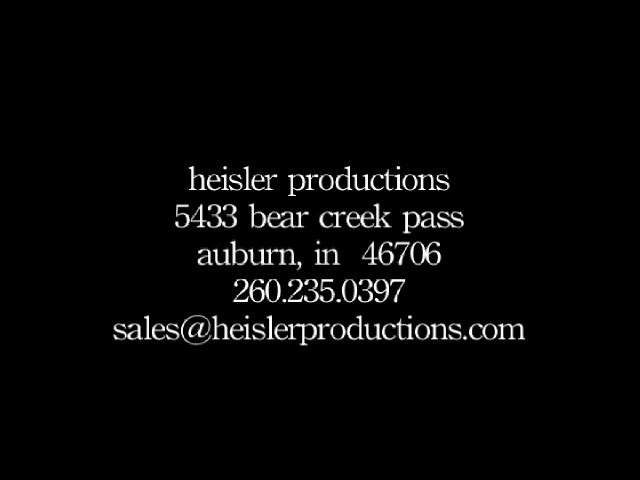 heisler productions
5433 bear creek pass
auburn, in  46706
260.235.0397
sales@heislerproductions.com